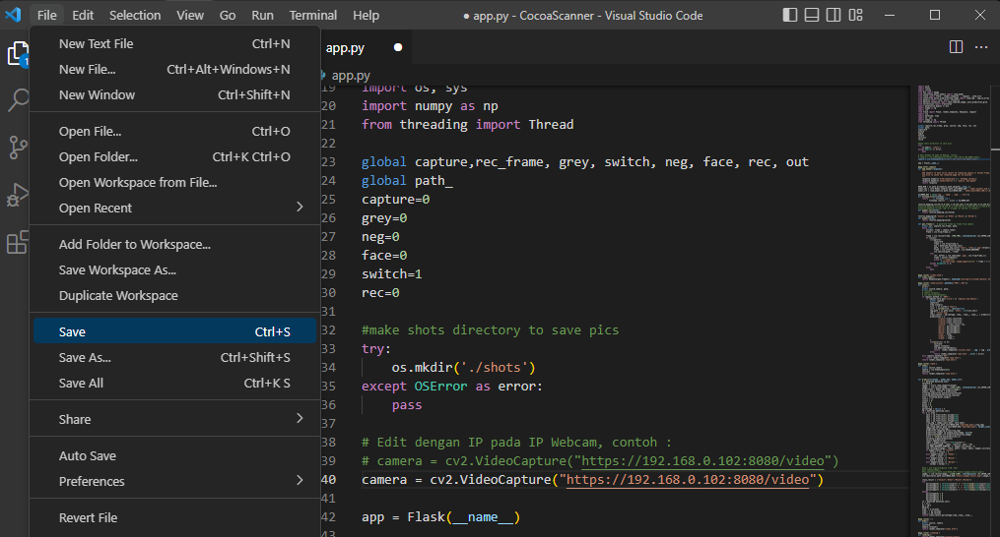 File Edit Selection View Go Run Terminal Help
● app.py - CocoaScanner - Visual Studio Code
New Text File Ctrl+N
New File... Ctrl+Alt+Windows+N
New Window Ctrl+Shift+N
Open File... Ctrl+O
Open Folder... Ctrl+K Ctrl+O
Open Workspace from File...
Open Recent
Add Folder to Workspace...
Save Workspace As...
Duplicate Workspace
Save Ctrl+S
Save As... Ctrl+Shift+S
Save All Ctrl+K S
Share
Auto Save
Preferences
Revert File
1
app.py
app.py
19 import os, sys
20 import numpy as np
21 from threading import Thread
22
23 global capture,rec_frame, grey, switch, neg, face, rec, out
24 global path_
25 capture=0
26 grey=0
27 neg=0
28 face=0
29 switch=1
30 rec=0
31
32 #make shots directory to save pics
33 try:
34 os.mkdir('./shots')
35 except OSError as error:
36 pass
37
38 # Edit dengan IP pada IP Webcam, contoh :
39 # camera = cv2.VideoCapture("https://192.168.0.102:8080/video")
40 camera = cv2.VideoCapture("https://192.168.0.102:8080/video")
41
42 app = Flask(__name__)
43